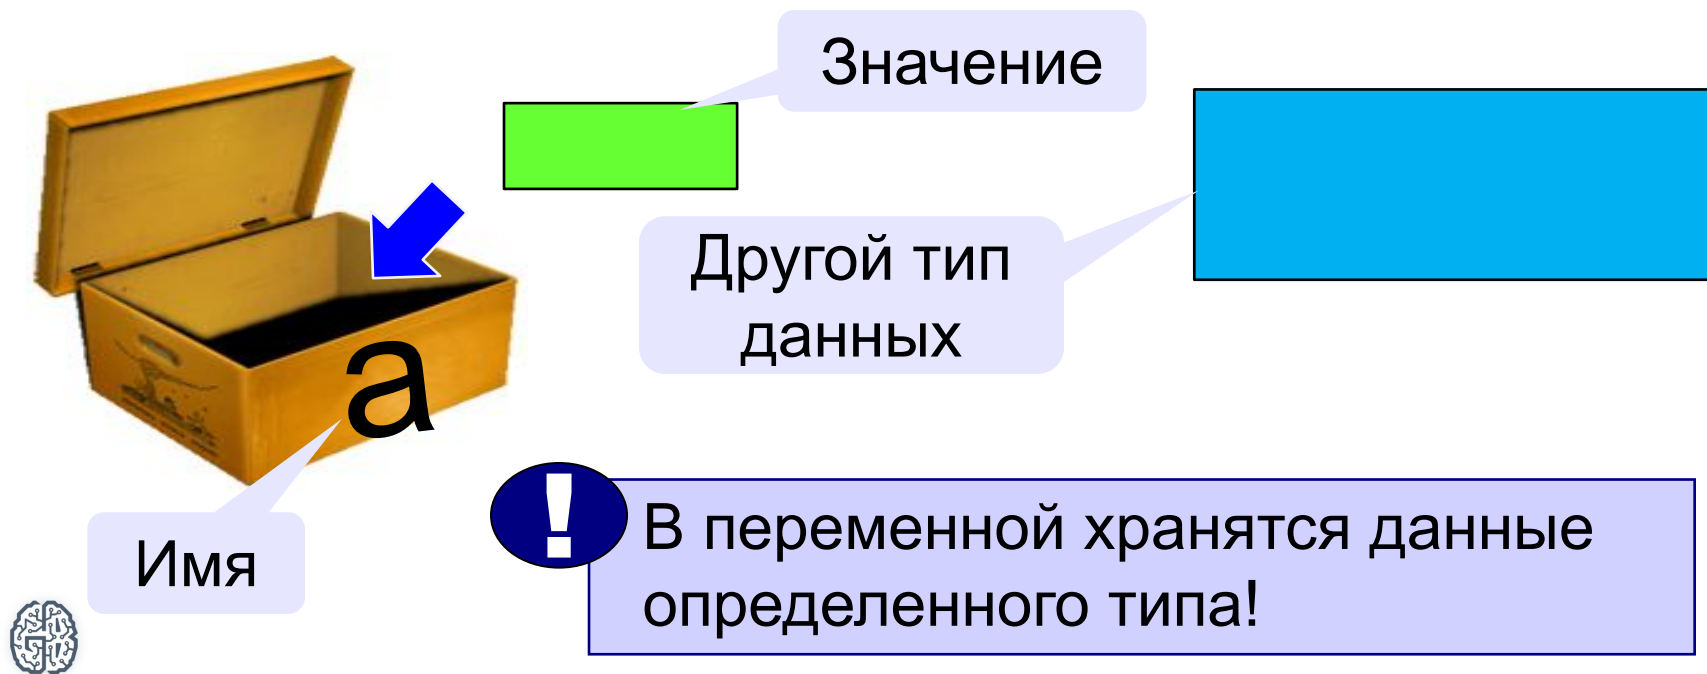 Значение
Другой тип
данных
a
Имя
!
В переменной хранятся данные
определенного типа!